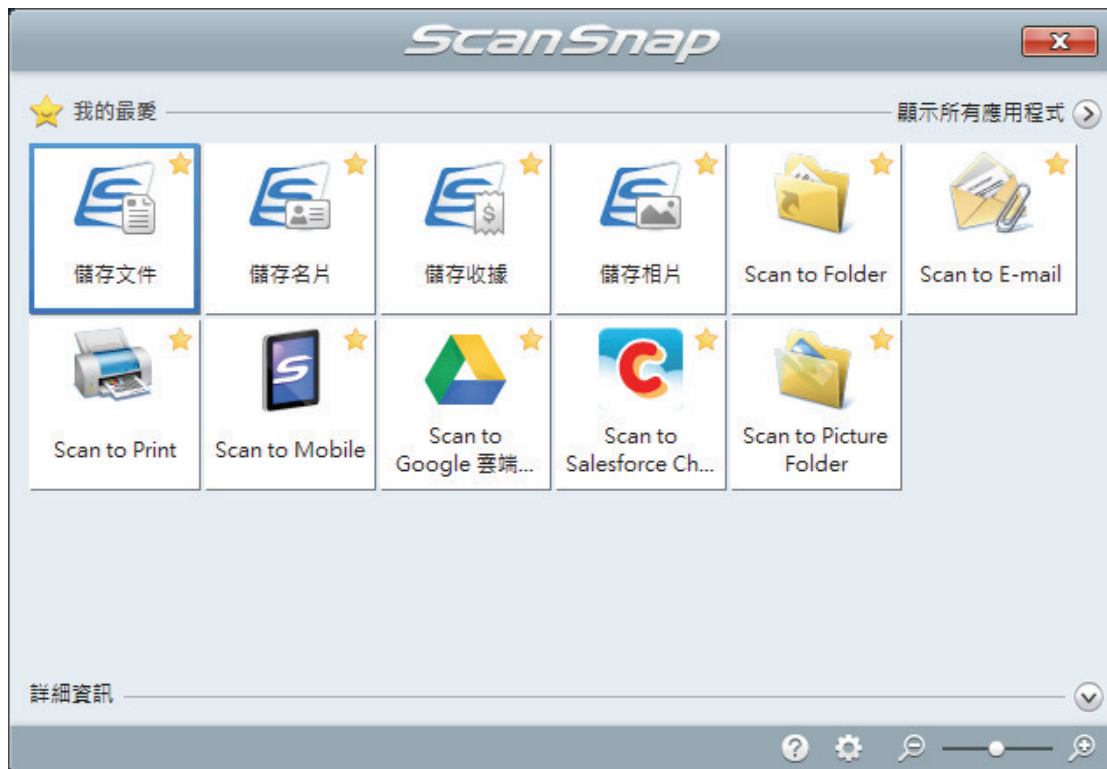 ScanSnap
我的最愛
顯示所有應用程式
儲存文件
儲存名片
儲存收據
儲存相片
Scan to Folder
Scan to E-mail
Scan to Print
Scan to Mobile
Scan to
Google 雲端...
Scan to
Salesforce Ch...
Scan to Picture
Folder
詳細資訊